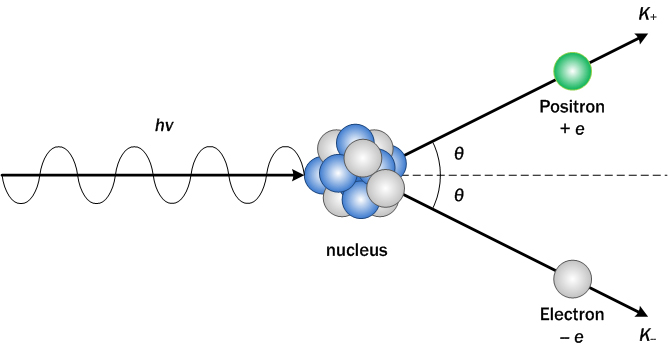 K₊
hv
Positron
+ e
θ
θ
nucleus
Electron
– e
K₋